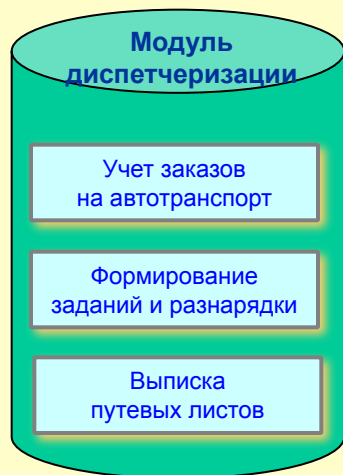 Модуль
диспетчеризации
Учет заказов
на автотранспорт
Формирование
заданий и разнарядки
Выписка
путевых листов